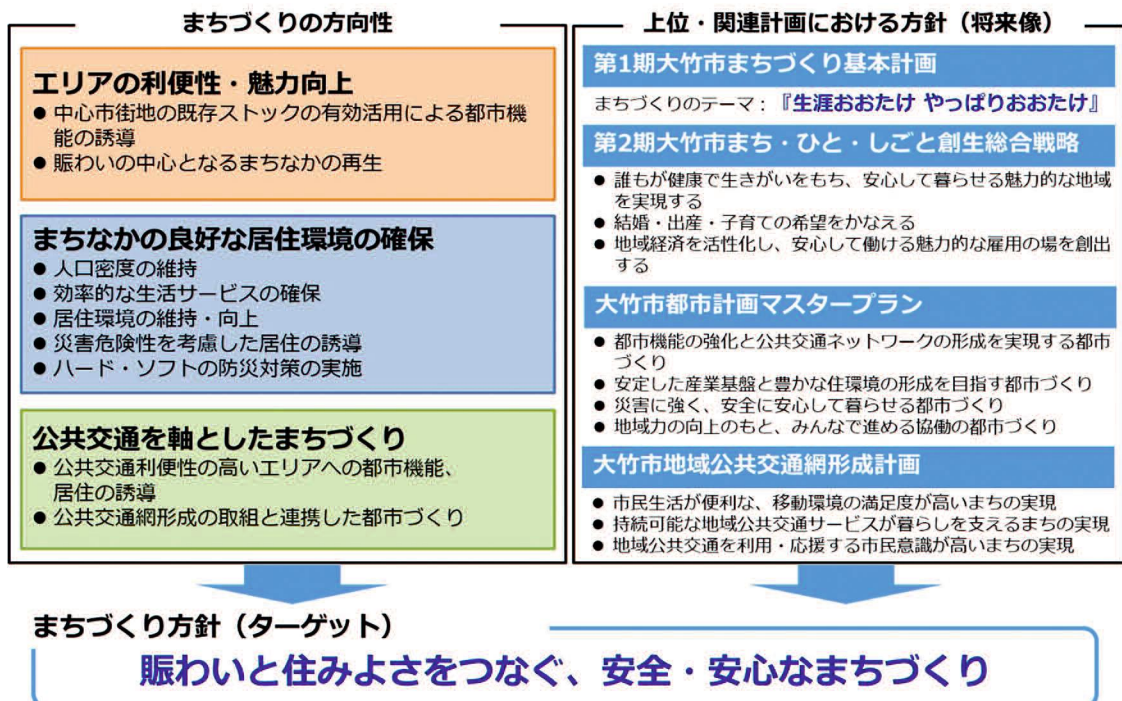 まちづくりの方向性
エリアの利便性・魅力向上
● 中心市街地の既存ストックの有効活用による都市機
能の誘導
● 賑わいの中心となるまちなかの再生
まちなかの良好な居住環境の確保
● 人口密度の維持
● 効率的な生活サービスの確保
● 居住環境の維持・向上
● 災害危険性を考慮した居住の誘導
● ハード・ソフトの防災対策の実施
公共交通を軸としたまちづくり
● 公共交通利便性の高いエリアへの都市機能、
居住の誘導
● 公共交通網形成の取組と連携した都市づくり
上位・関連計画における方針（将来像）
第1期大竹市まちづくり基本計画
まちづくりのテーマ：『生涯おおたけ やっぱりおおたけ』
第2期大竹市まち・ひと・しごと創生総合戦略
● 誰もが健康で生きがいをもち、安心して暮らせる魅力的な地域
を実現する
● 結婚・出産・子育ての希望をかなえる
● 地域経済を活性化し、安心して働ける魅力的な雇用の場を創出
する
大竹市都市計画マスタープラン
● 都市機能の強化と公共交通ネットワークの形成を実現する都市
づくり
● 安定した産業基盤と豊かな住環境の形成を目指す都市づくり
● 災害に強く、安全に安心して暮らせる都市づくり
● 地域力の向上のもと、みんなで進める協働の都市づくり
大竹市地域公共交通網形成計画
● 市民生活が便利な、移動環境の満足度が高いまちの実現
● 持続可能な地域公共交通サービスが暮らしを支えるまちの実現
● 地域公共交通を利用・応援する市民意識が高いまちの実現
まちづくり方針（ターゲット）
賑わいと住みよさをつなぐ、安全・安心なまちづくり